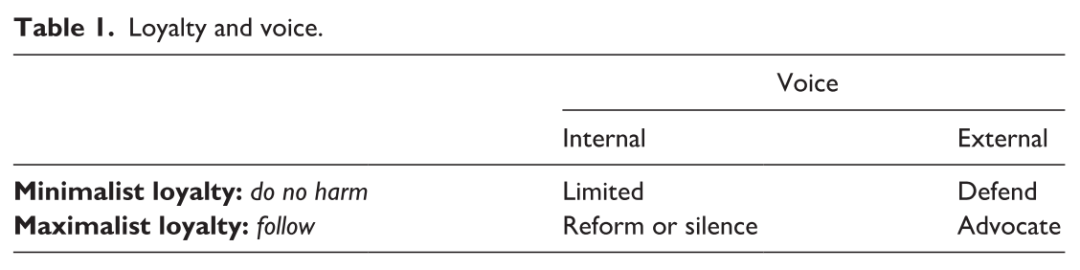 Table 1. Loyalty and voice.
Voice
Internal External
Minimalist loyalty: do no harm Limited Defend
Maximalist loyalty: follow Reform or silence Advocate